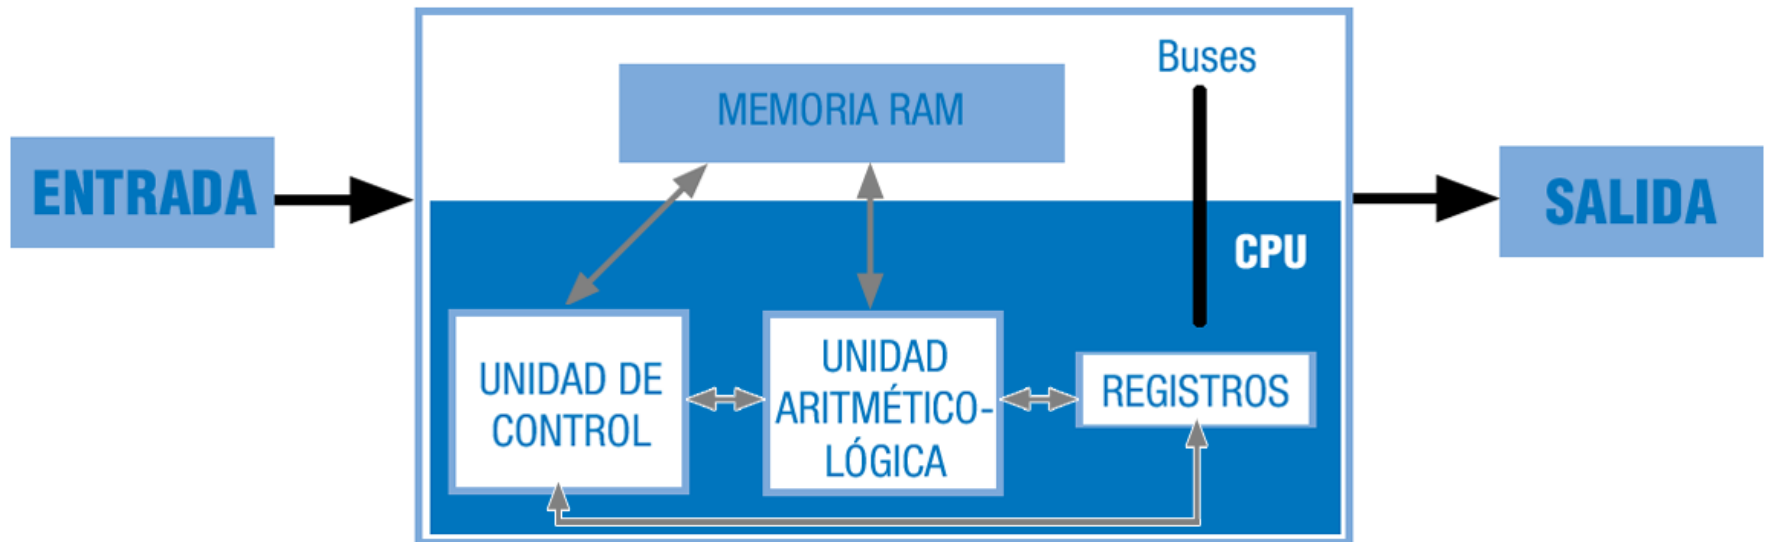 Buses
MEMORIA RAM
ENTRADA
SALIDA
CPU
UNIDAD DE
CONTROL
UNIDAD
ARITMÉTICO-
LÓGICA
REGISTROS